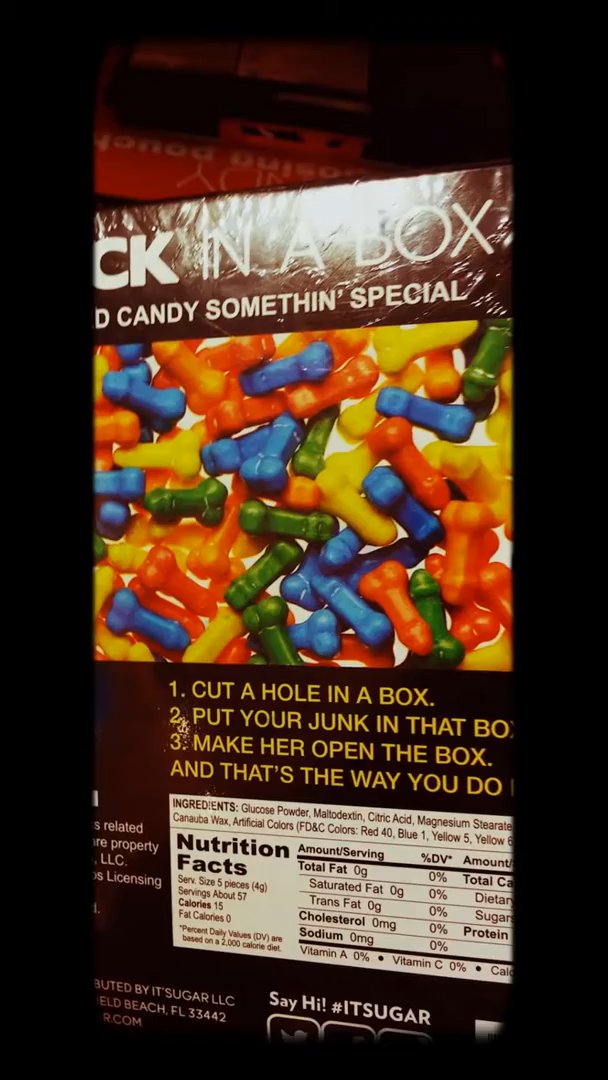 CK IN A BOX
D CANDY SOMETHIN' SPECIAL
1. CUT A HOLE IN A BOX.
2. PUT YOUR JUNK IN THAT BO
3. MAKE HER OPEN THE BOX.
AND THAT'S THE WAY YOU DO
INGREDIENTS: Glucose Powder, Maltodextin, Citric Acid, Magnesium Stearate
Canauba Wax, Artificial Colors (FD&C Colors: Red 40, Blue 1, Yellow 5, Yellow 6
s related
are property
, LLC.
os Licensing
d.
Nutrition
Facts
Serv. Size 5 pieces (4g)
Servings About 57
Calories 15
Fat Calories 0
*Percent Daily Values (DV) are
based on a 2,000 calorie diet.
Amount/Serving %DV* Amount/
Total Fat 0g 0% Total Ca
Saturated Fat 0g 0% Dietar
Trans Fat 0g 0% Sugar
Cholesterol 0mg 0% Protein
Sodium 0mg 0%
Vitamin A 0% • Vitamin C 0% • Calc
BUTED BY IT'SUGAR LLC
IELD BEACH, FL 33442
R.COM
Say Hi! #ITSUGAR